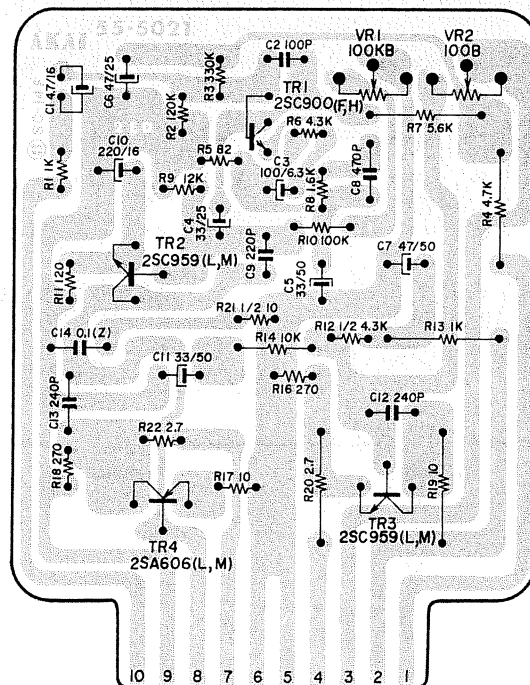 AKAI 55-5021
C2 100P
VR1
100KB
VR2
100B
C1 4.7/16
C6 47/25
R3 330K
TR1
2SC900(F,H)
R2 120K
R6 4.3K
R7 5.6K
C10
220/16
R5 82
C3
100/6.3
R1 1K
R9 12K
R8 1.6K
C8 470P
R4 4.7K
C4
33/25
R10 100K
TR2
2SC959(L,M)
C9 220P
C7 47/50
R11 120
C5
33/50
R21 1/2 10
C14 0.1(Z)
R14 10K
R12 1/2 4.3K
R13 1K
C11 33/50
R16 270
C13 240P
C12 240P
R22 2.7
R18 270
R17 10
R20 2.7
R19 10
TR3
2SC959(L,M)
TR4
2SA606(L,M)
10 9 8 7 6 5 4 3 2 1